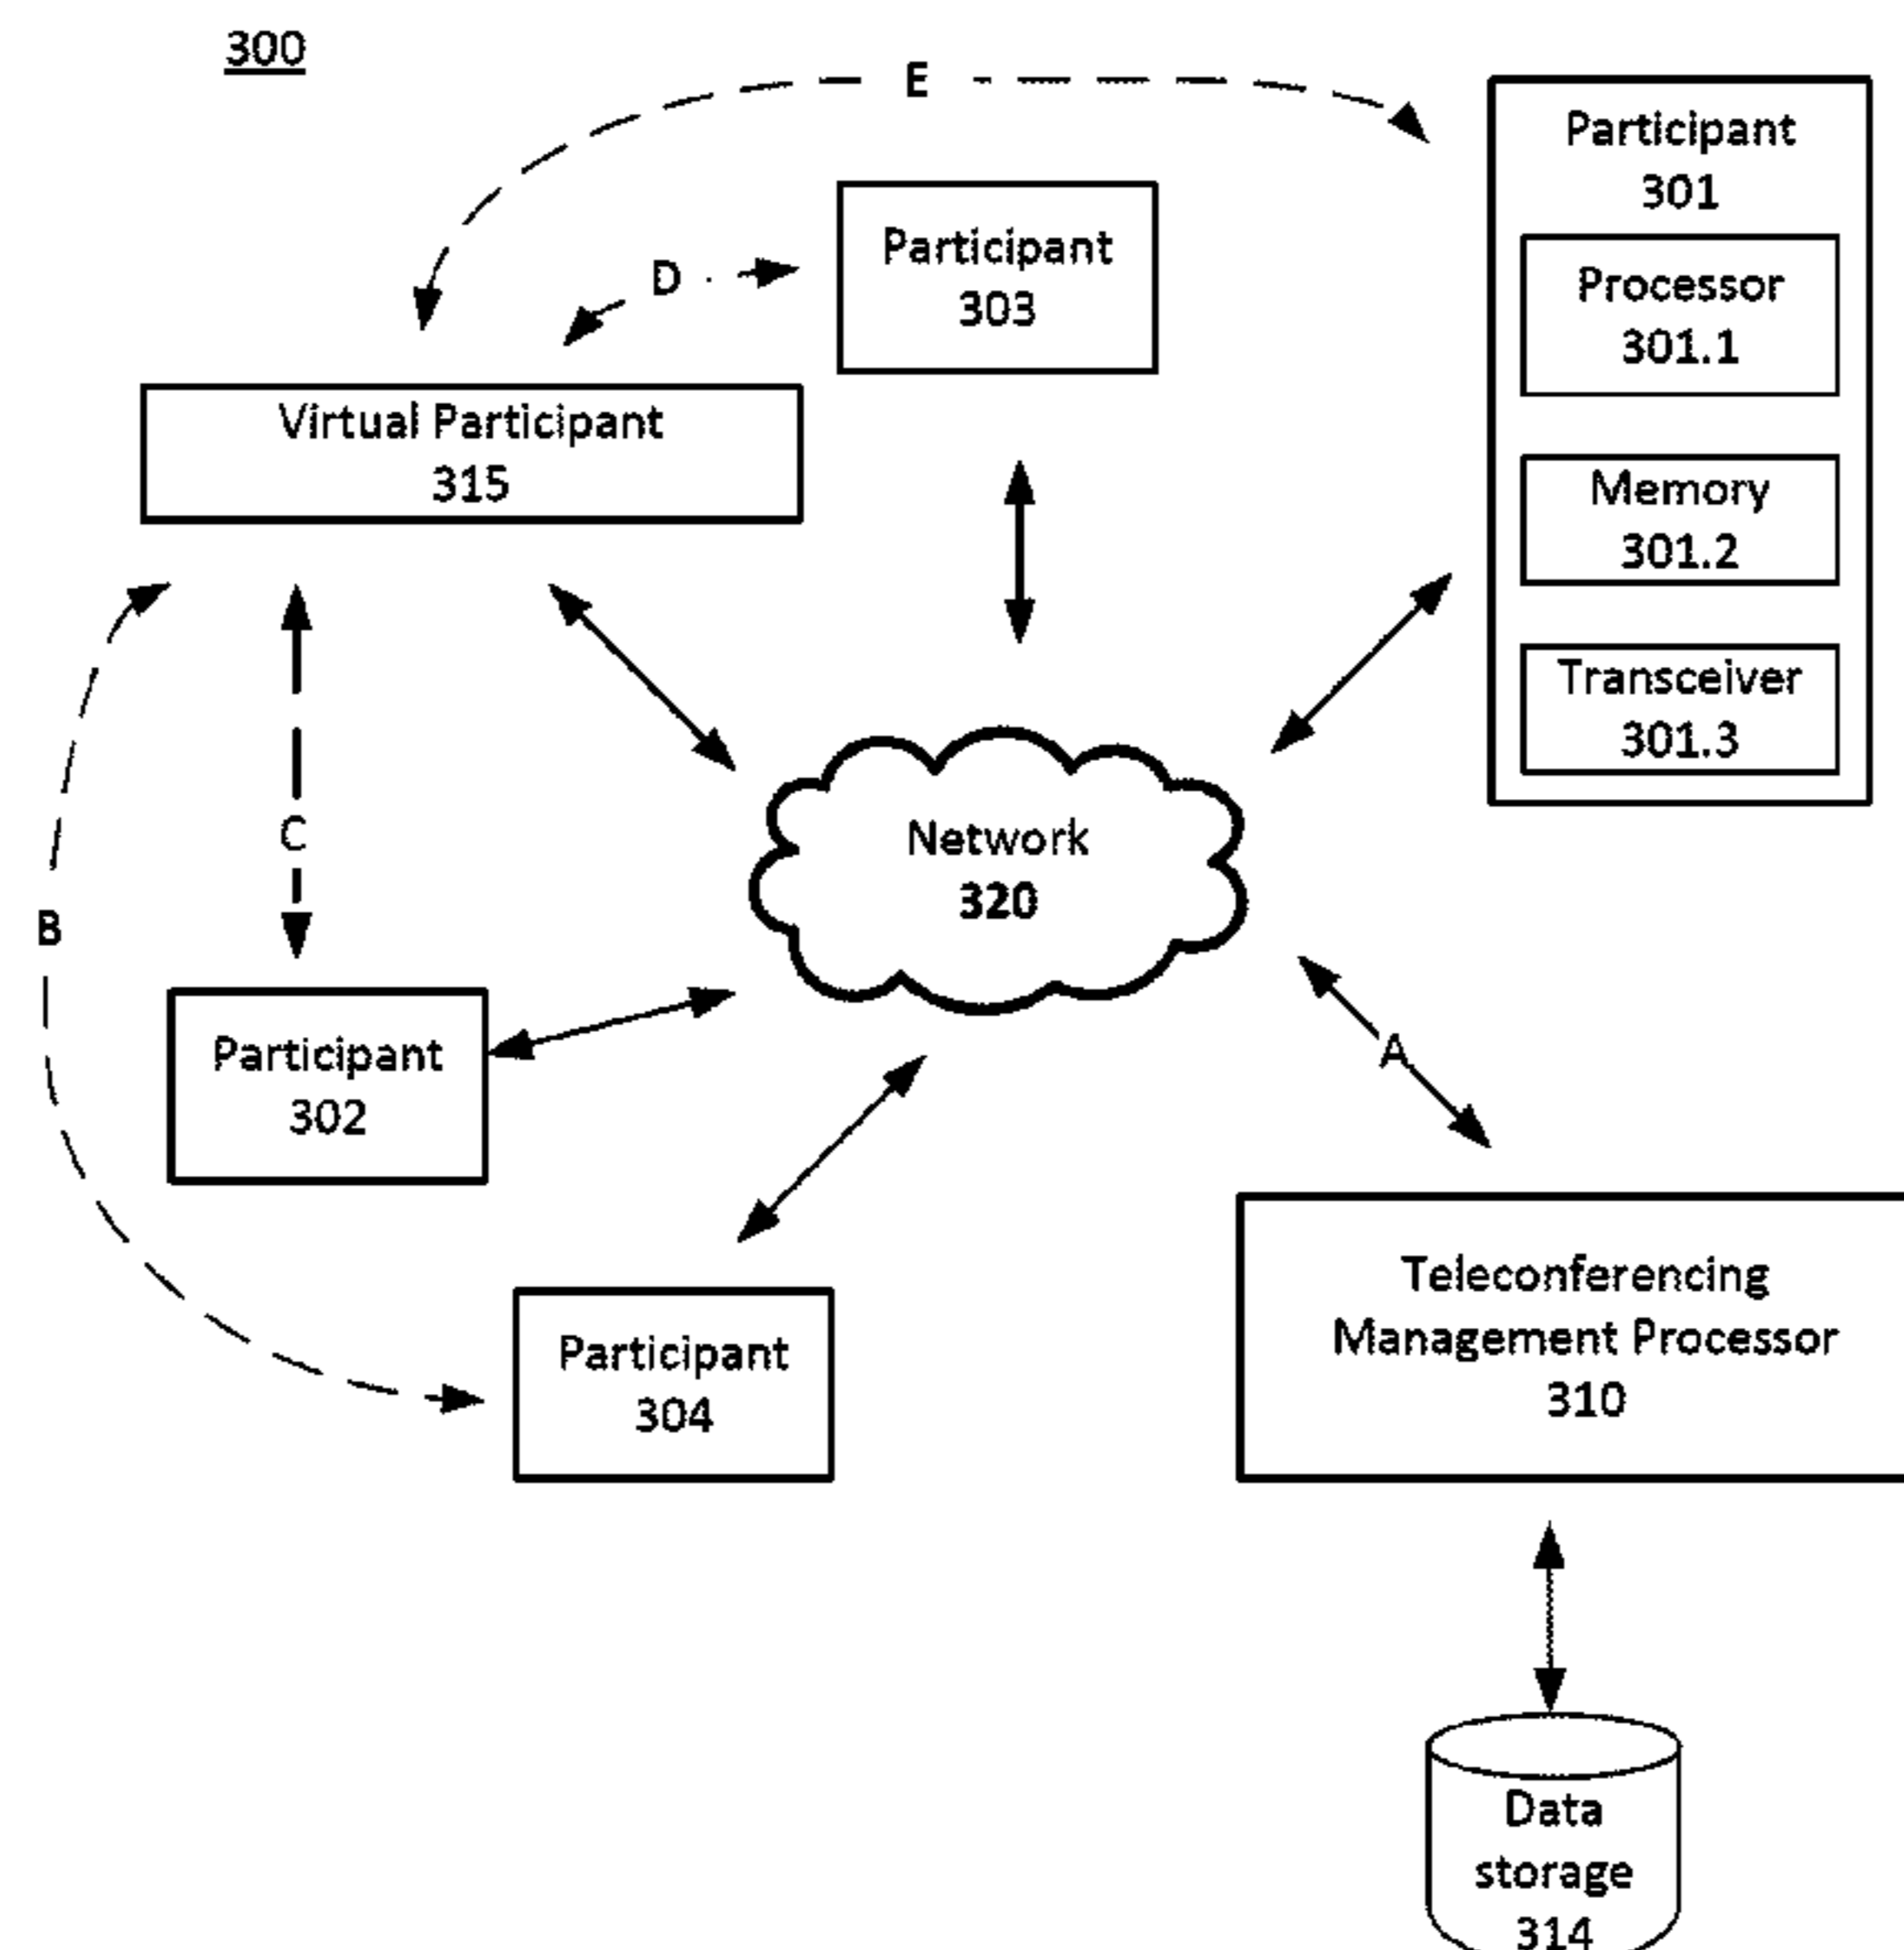 300
E
Participant
301
Processor
301.1
Memory
301.2
Transceiver
301.3
Participant
303
D
Virtual Participant
315
C
B
Network
320
Participant
302
A
Participant
304
Teleconferencing
Management Processor
310
Data
storage
314